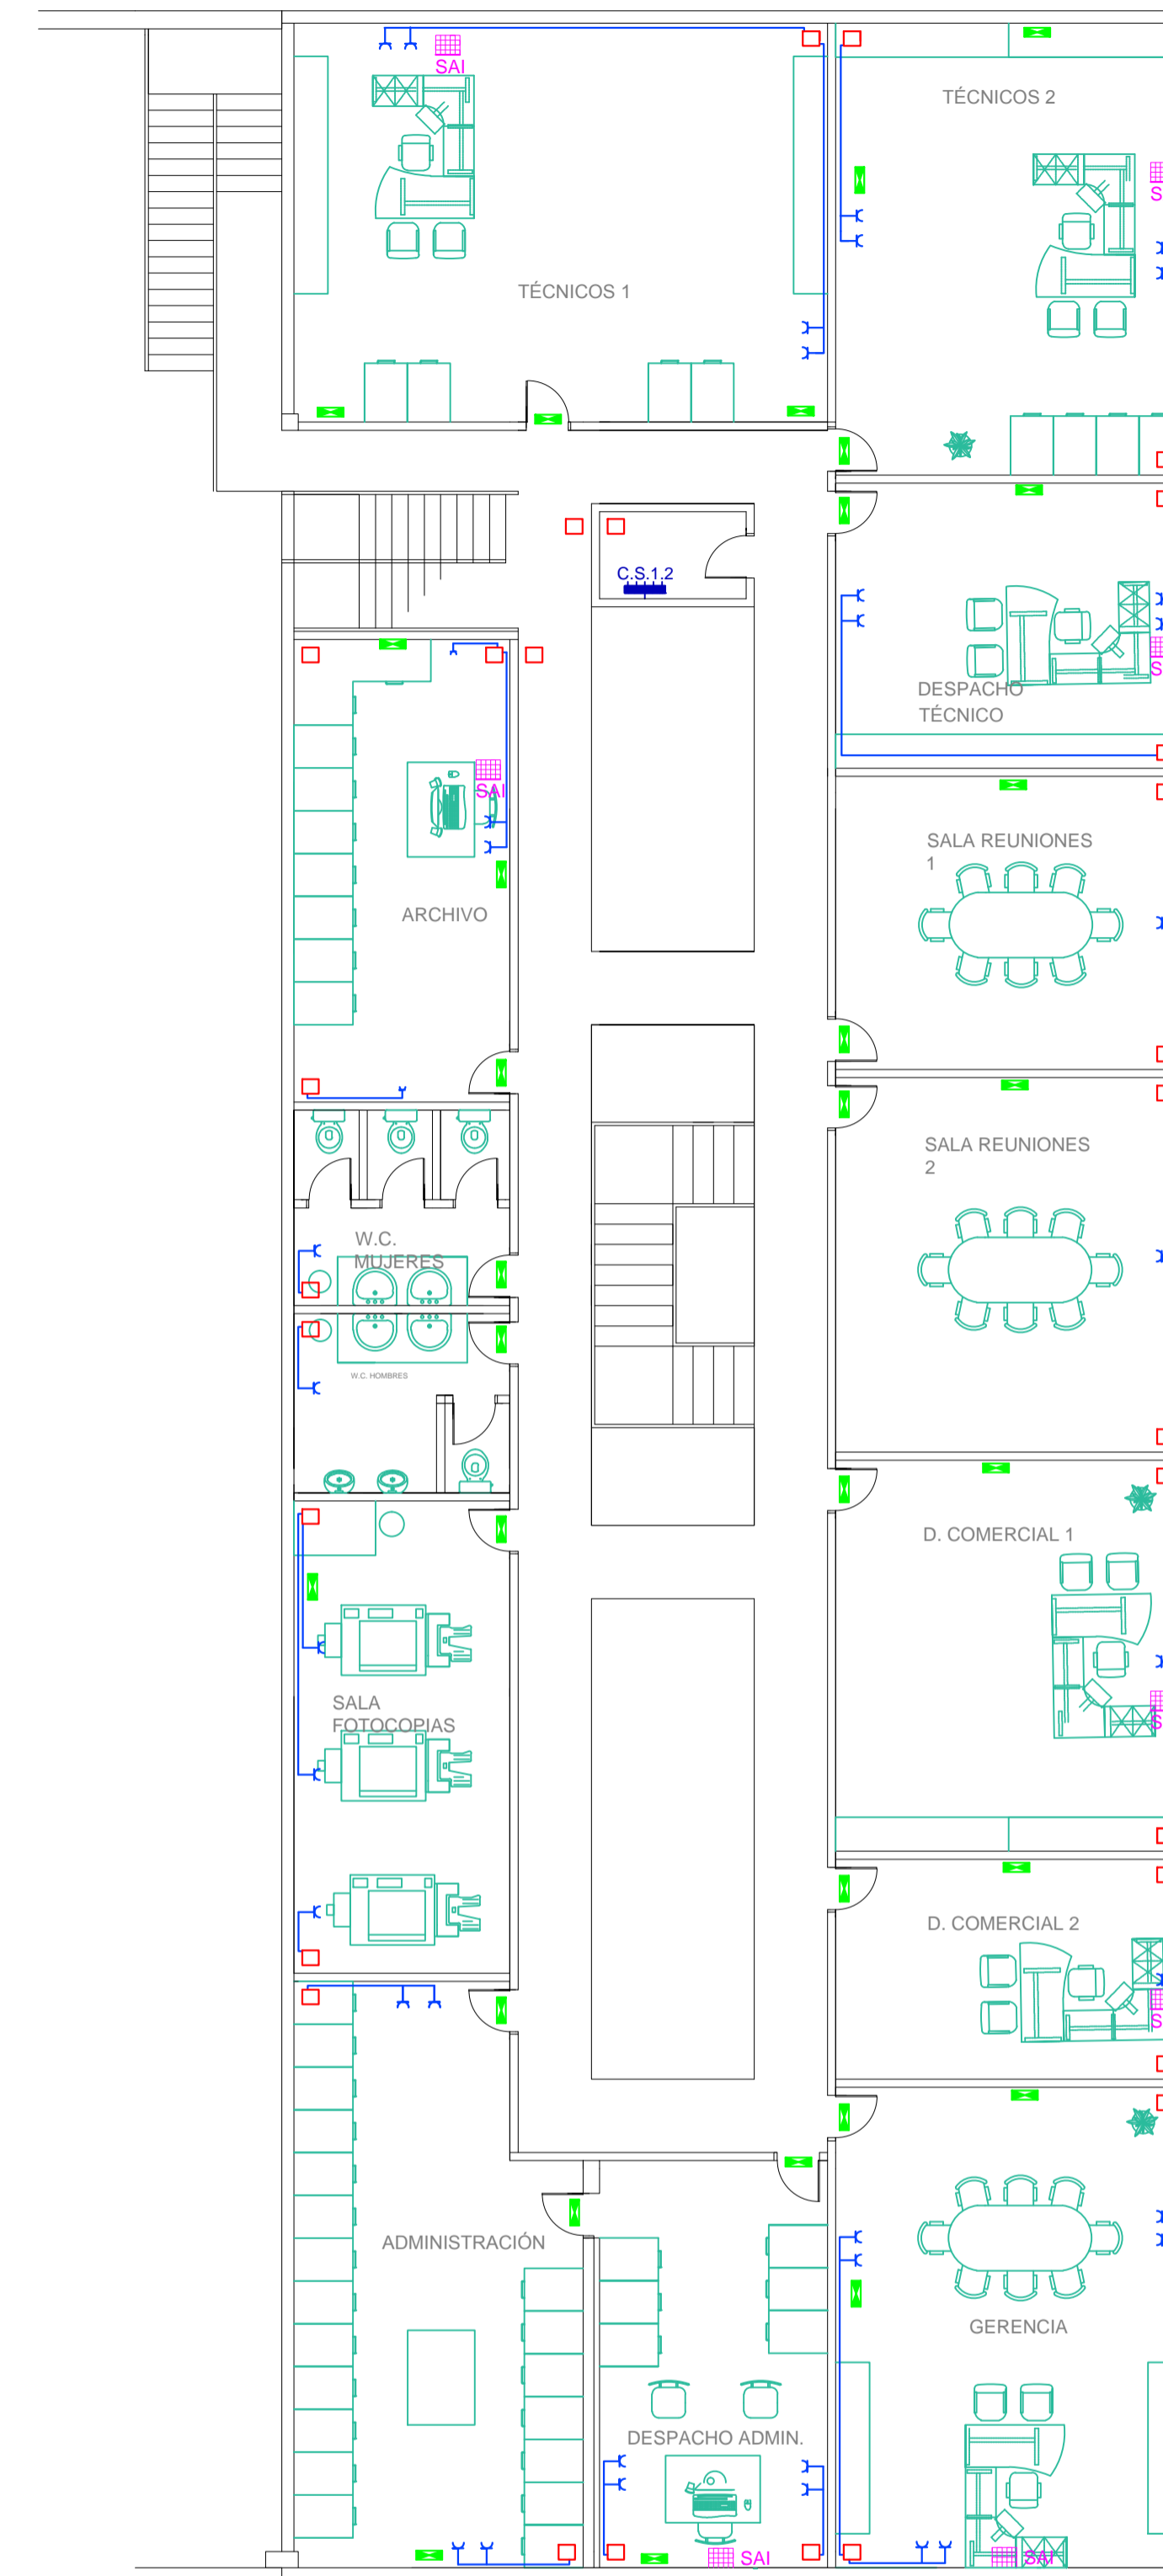 SAI
TÉCNICOS 2
S
TÉCNICOS 1
C.S.1.2
S
DESPACHO
TÉCNICO
SAI
SALA REUNIONES
1
ARCHIVO
SALA REUNIONES
2
W.C.
MUJERES
W.C. HOMBRES
D. COMERCIAL 1
SALA
FOTOCOPIAS
S
D. COMERCIAL 2
S
ADMINISTRACIÓN
GERENCIA
DESPACHO ADMIN.
SAI
SAI